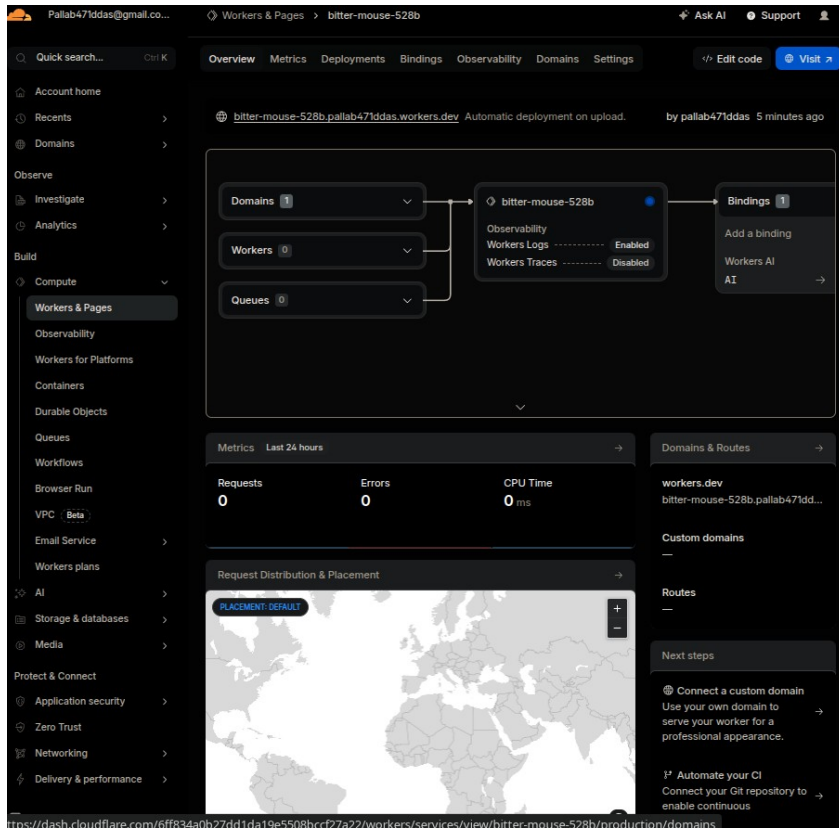 Pallab471ddas@gmail.co...
Workers & Pages > bitter-mouse-528b
Ask AI
Support
Quick search... Ctrl K
Overview Metrics Deployments Bindings Observability Domains Settings
Edit code
Visit
Account home
Recents
Domains
Observe
Investigate
Analytics
Build
Compute
Workers & Pages
Observability
Workers for Platforms
Containers
Durable Objects
Queues
Workflows
Browser Run
VPC Beta
Email Service
Workers plans
AI
Storage & databases
Media
Protect & Connect
Application security
Zero Trust
Networking
Delivery & performance
bitter-mouse-528b.pallab471ddas.workers.dev Automatic deployment on upload.
by pallab471ddas 5 minutes ago
Domains 1
Workers 0
Queues 0
bitter-mouse-528b
Observability
Workers Logs Enabled
Workers Traces Disabled
Bindings 1
Add a binding
Workers AI
AI
Metrics Last 24 hours
Requests Errors CPU Time
0 0 0 ms
Request Distribution & Placement
PLACEMENT: DEFAULT
+
−
Domains & Routes
workers.dev
bitter-mouse-528b.pallab471dd...
Custom domains
—
Routes
—
Next steps
Connect a custom domain
Use your own domain to
serve your worker for a
professional appearance.
Automate your CI
Connect your Git repository to
enable continuous
ttps://dash.cloudflare.com/6ff834a0b27dd1da19e5508bccf27a22/workers/services/view/bitter-mouse-528b/production/domains